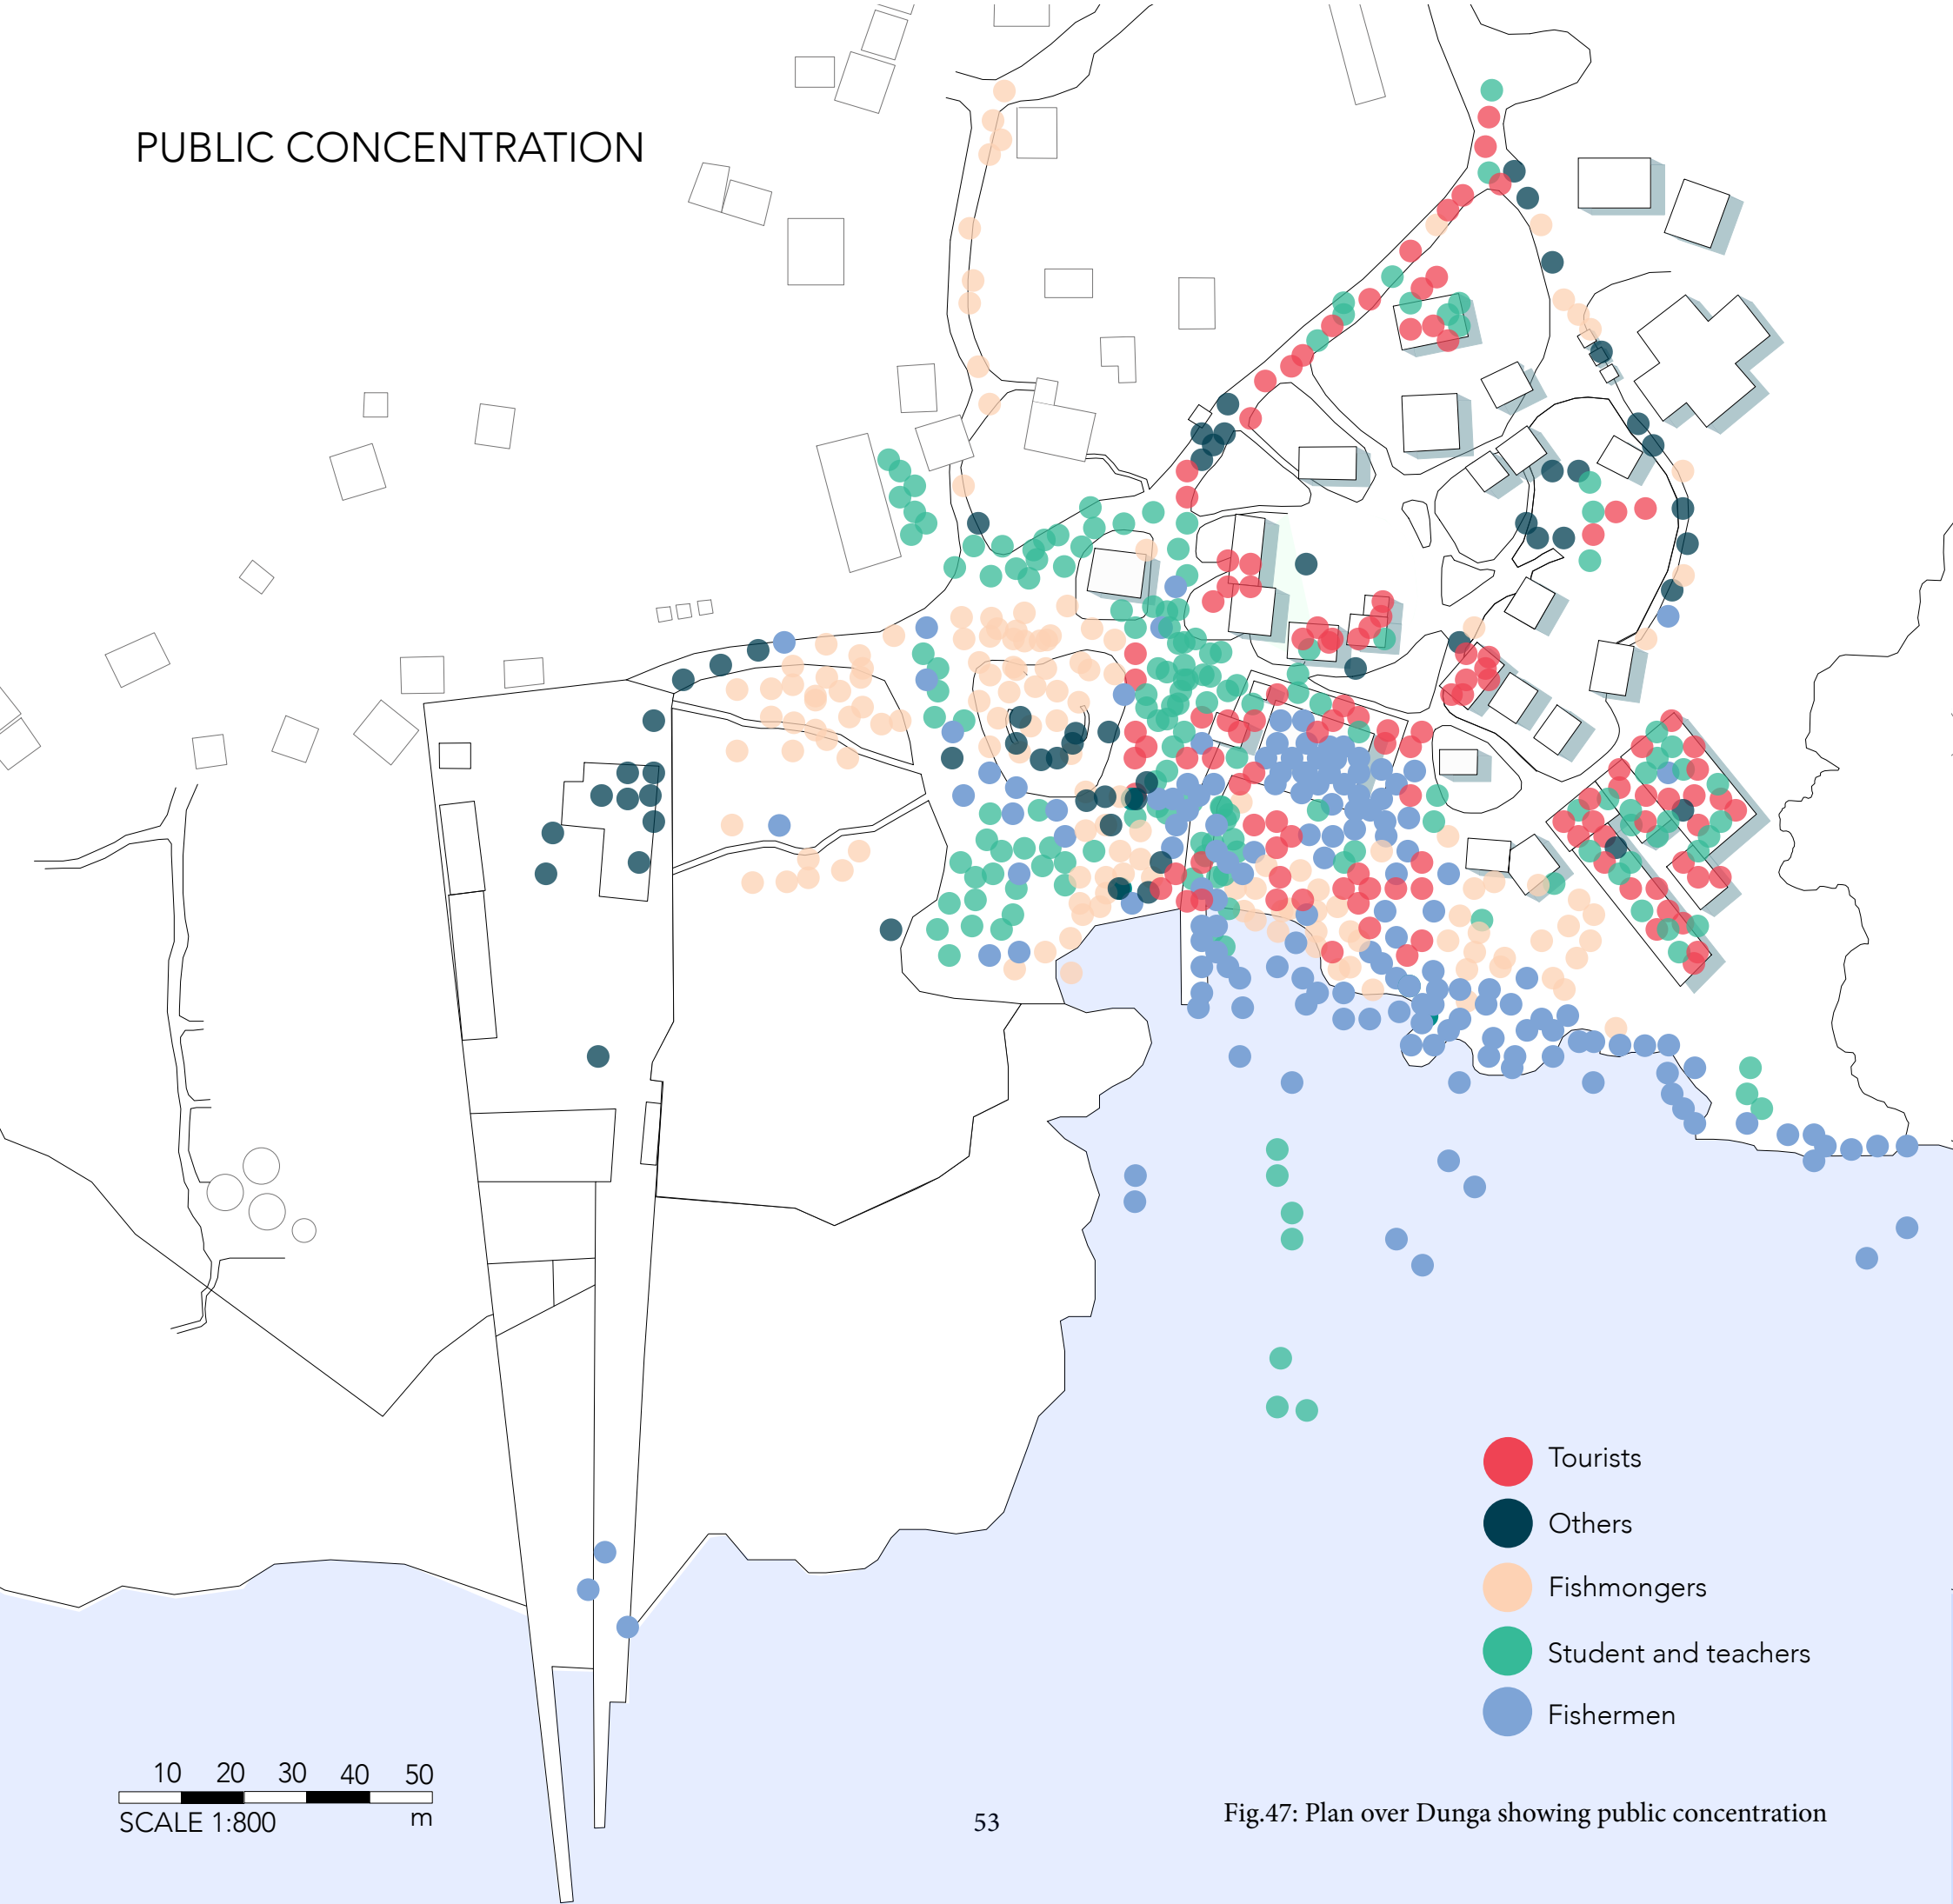 PUBLIC CONCENTRATION
Tourists
Others
Fishmongers
Student and teachers
Fishermen
10 20 30 40 50
SCALE 1:800 m
53
Fig.47: Plan over Dunga showing public concentration